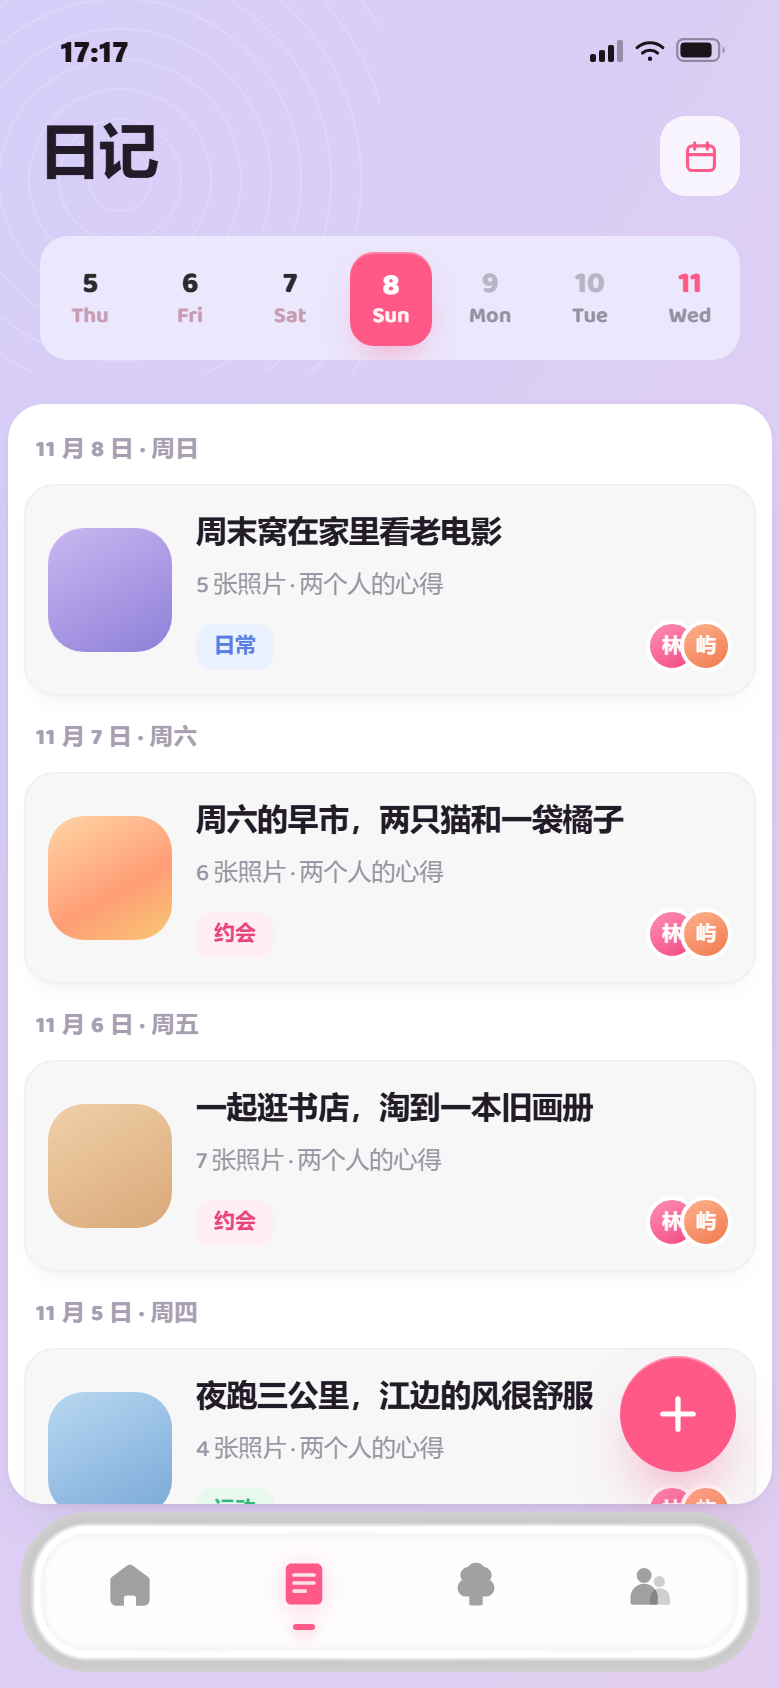 17:17
日记
5 6 7 8 9 10 11
Thu Fri Sat Sun Mon Tue Wed
11 月 8 日 · 周日
周末窝在家里看老电影
5 张照片 · 两个人的心得
日常
林 屿
11 月 7 日 · 周六
周六的早市，两只猫和一袋橘子
6 张照片 · 两个人的心得
约会
林 屿
11 月 6 日 · 周五
一起逛书店，淘到一本旧画册
7 张照片 · 两个人的心得
约会
林 屿
11 月 5 日 · 周四
夜跑三公里，江边的风很舒服
4 张照片 · 两个人的心得